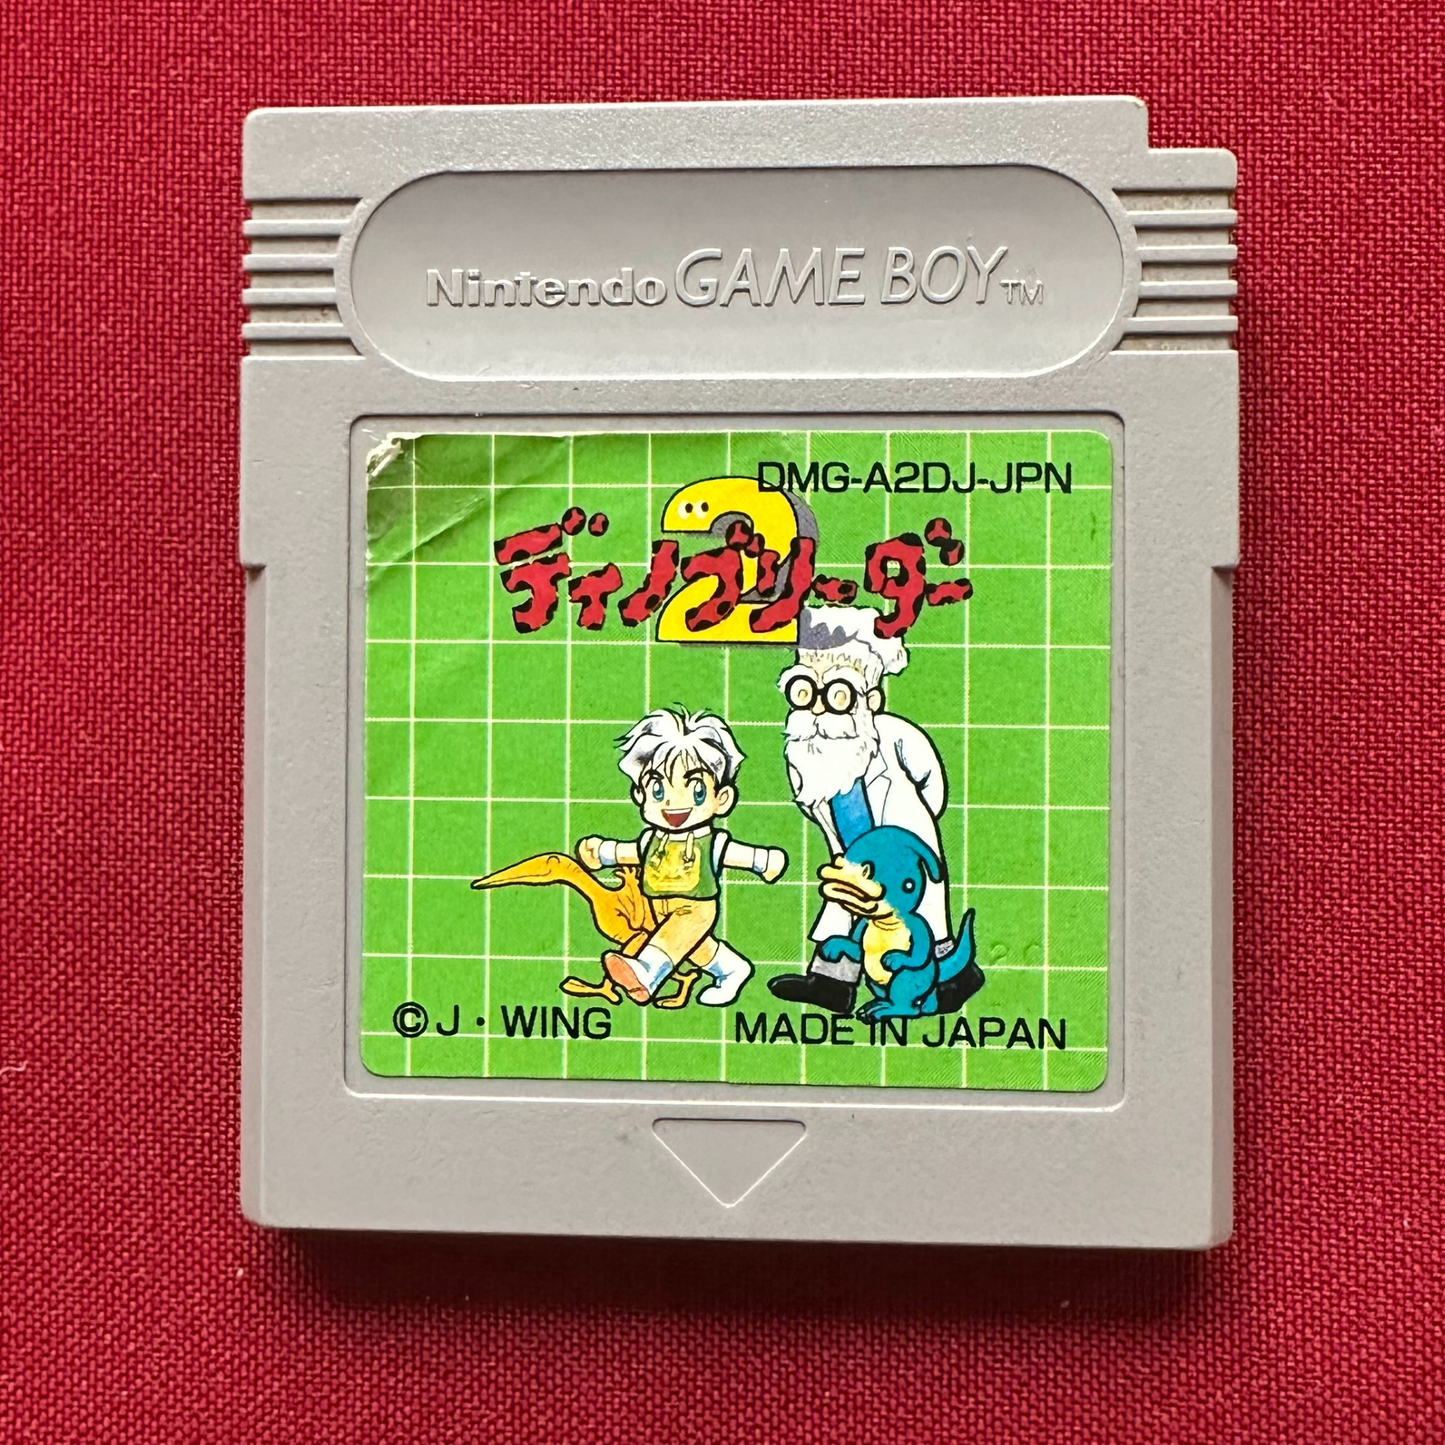 Nintendo GAME BOY™
DMG-A2DJ-JPN
ディノブリーダー2
©J・WING
MADE IN JAPAN